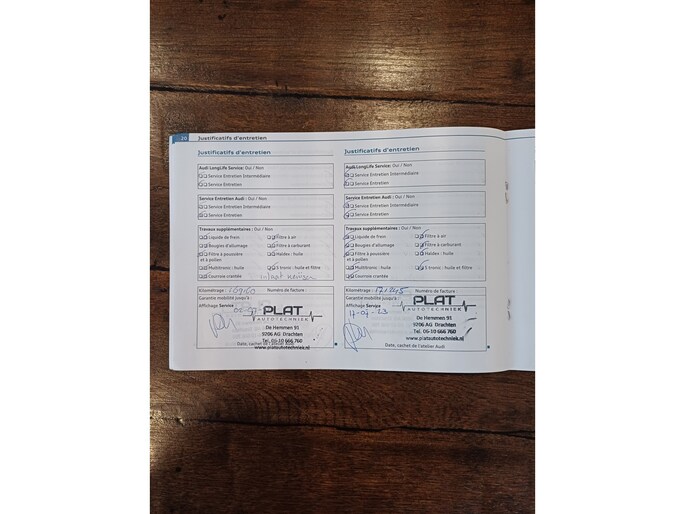 20
Justificatifs d'entretien
Justificatifs d'entretien
Audi LongLife Service: Oui / Non
Service Entretien Intermédiaire
Service Entretien
Service Entretien Audi : Oui / Non
Service Entretien Intermédiaire
Service Entretien
Travaux supplémentaires : Oui / Non
Liquide de frein
Filtre à air
Bougies d'allumage
Filtre à carburant
Filtre à poussière
et à pollen
Haldex : huile
Multitronic : huile
S tronic : huile et filtre
Courroie crantée
Kilométrage :
Numéro de facture :
Garantie mobilité jusqu'à :
Affichage Service
PLAT
AUTOTECHNIEK
De Hemmen 91
9206 AG Drachten
Tel. 06-10 666 760
www.platautotechniek.nl
Date, cachet de l'atelier Audi
Justificatifs d'entretien
Audi LongLife Service: Oui / Non
Service Entretien Intermédiaire
Service Entretien
Service Entretien Audi : Oui / Non
Service Entretien Intermédiaire
Service Entretien
Travaux supplémentaires : Oui / Non
Liquide de frein
Filtre à air
Bougies d'allumage
Filtre à carburant
Filtre à poussière
et à pollen
Haldex : huile
Multitronic : huile
S tronic : huile et filtre
Courroie crantée
Kilométrage : 171245
Numéro de facture :
Garantie mobilité jusqu'à :
Affichage Service
PLAT
AUTOTECHNIEK
De Hemmen 91
9206 AG Drachten
Tel. 06-10 666 760
www.platautotechniek.nl
Date, cachet de l'atelier Audi